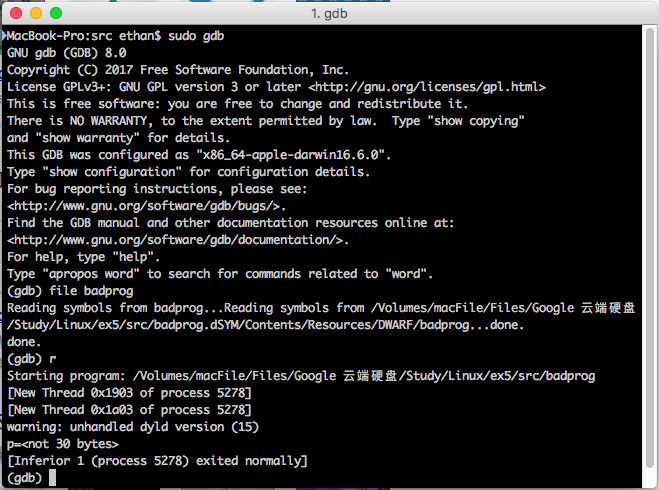 1. gdb
MacBook-Pro:src ethan$ sudo gdb
GNU gdb (GDB) 8.0
Copyright (C) 2017 Free Software Foundation, Inc.
License GPLv3+: GNU GPL version 3 or later <http://gnu.org/licenses/gpl.html>
This is free software: you are free to change and redistribute it.
There is NO WARRANTY, to the extent permitted by law.  Type "show copying"
and "show warranty" for details.
This GDB was configured as "x86_64-apple-darwin16.6.0".
Type "show configuration" for configuration details.
For bug reporting instructions, please see:
<http://www.gnu.org/software/gdb/bugs/>.
Find the GDB manual and other documentation resources online at:
<http://www.gnu.org/software/gdb/documentation/>.
For help, type "help".
Type "apropos word" to search for commands related to "word".
(gdb) file badprog
Reading symbols from badprog...Reading symbols from /Volumes/macFile/Files/Google 云端硬盘
/Study/Linux/ex5/src/badprog.dSYM/Contents/Resources/DWARF/badprog...done.
done.
(gdb) r
Starting program: /Volumes/macFile/Files/Google 云端硬盘/Study/Linux/ex5/src/badprog
[New Thread 0x1903 of process 5278]
[New Thread 0x1a03 of process 5278]
warning: unhandled dyld version (15)
p=<not 30 bytes>
[Inferior 1 (process 5278) exited normally]
(gdb)